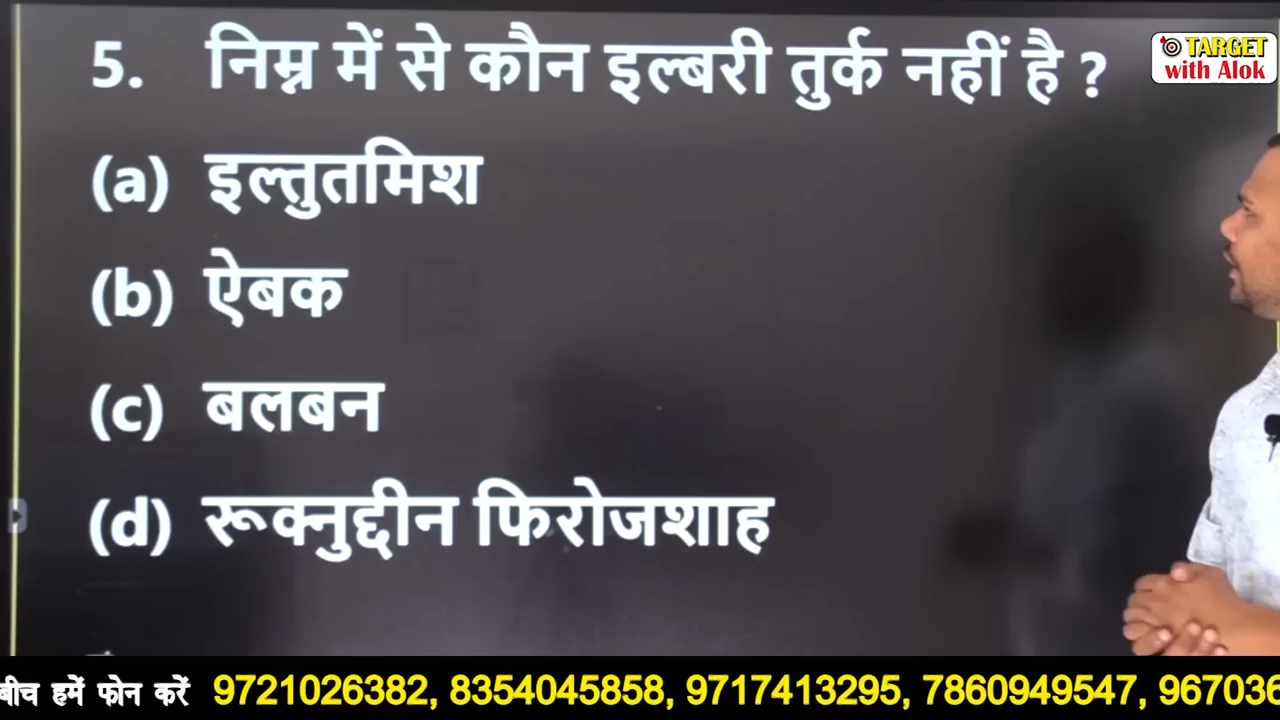 TARGET
with Alok
5. निम्न में से कौन इल्बरी तुर्क नहीं है ?
(a) इल्तुतमिश
(b) ऐबक
(c) बलबन
(d) रूक्नुद्दीन फिरोजशाह
बीच हमें फोन करें 9721026382, 8354045858, 9717413295, 7860949547, 967036